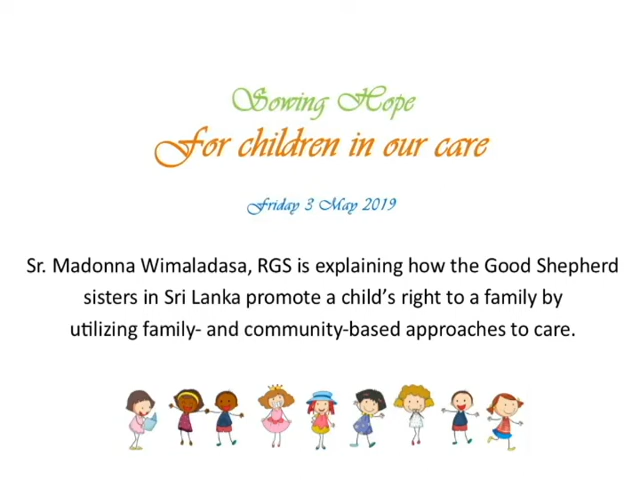 Sowing Hope
For children in our care
Friday 3 May 2019
Sr. Madonna Wimaladasa, RGS is explaining how the Good Shepherd
sisters in Sri Lanka promote a child’s right to a family by
utilizing family- and community-based approaches to care.